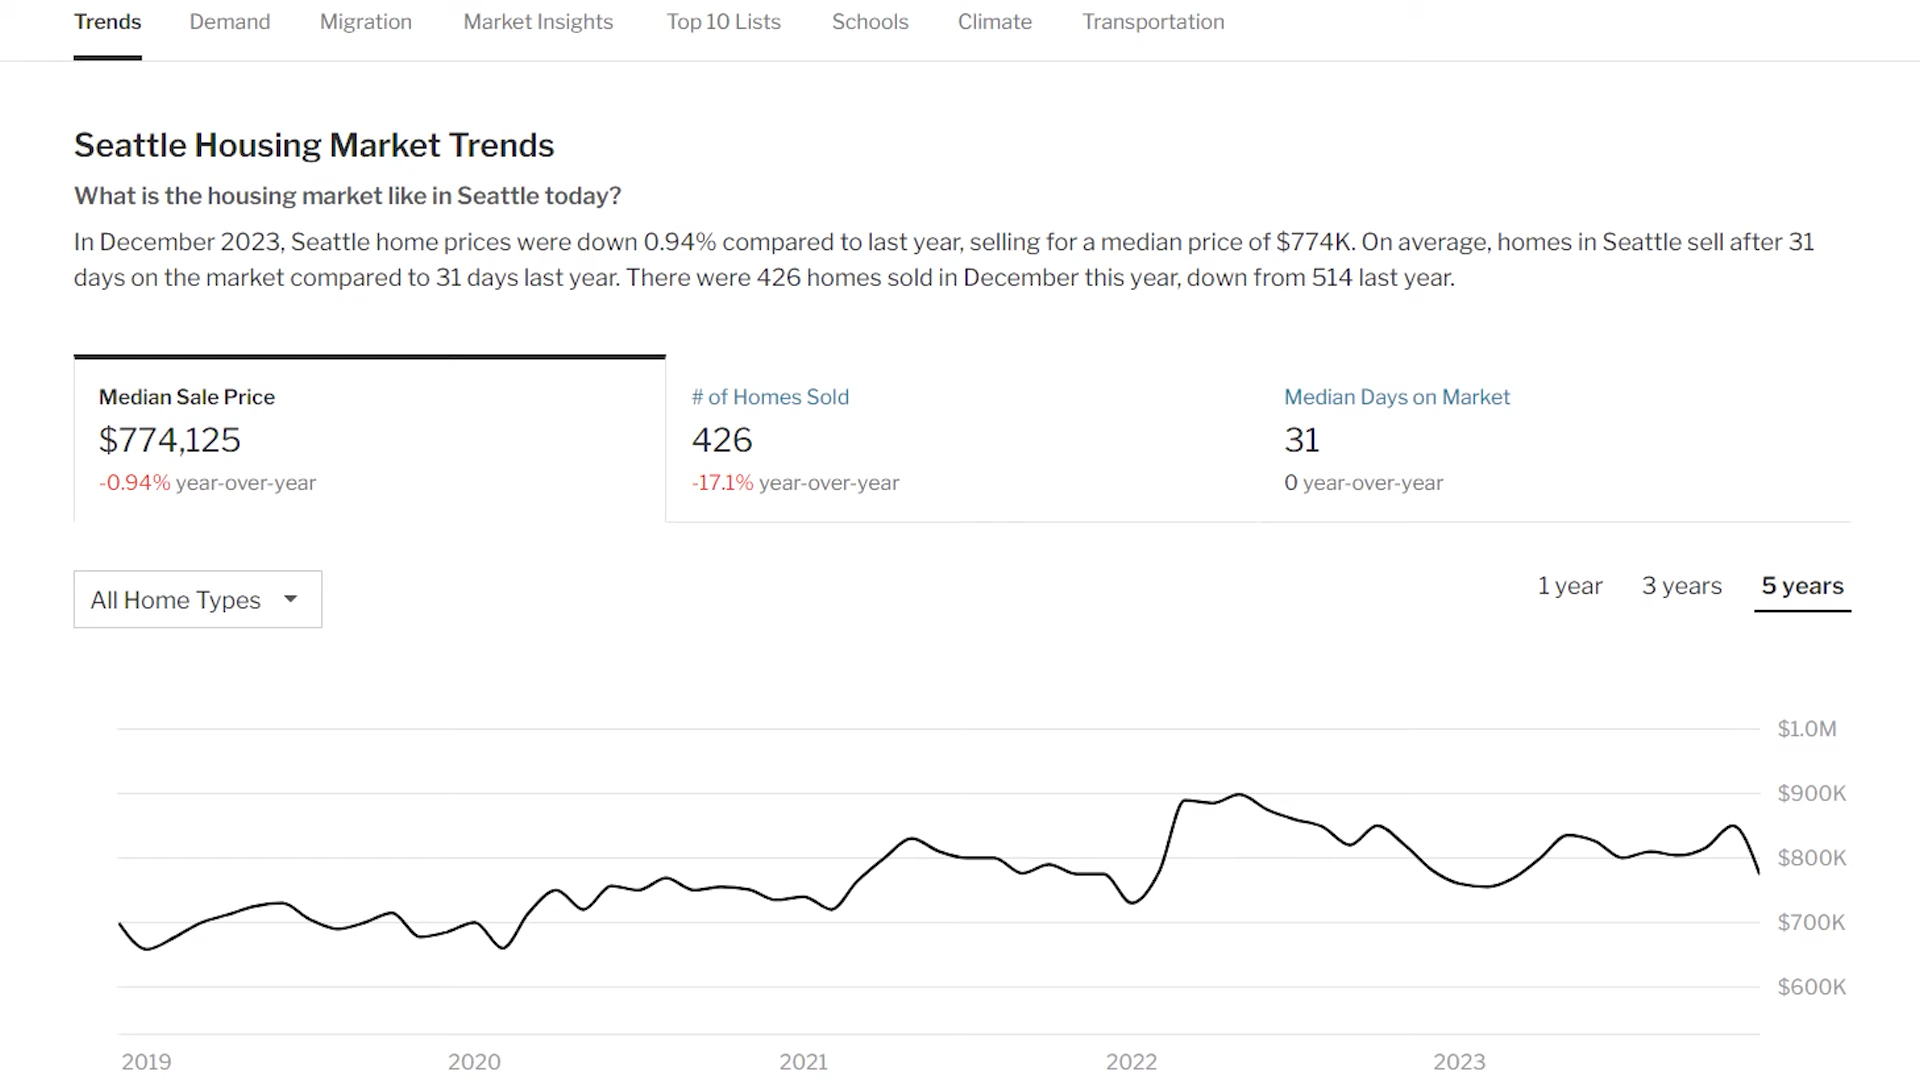 Trends Demand Migration Market Insights Top 10 Lists Schools Climate Transportation
Seattle Housing Market Trends
What is the housing market like in Seattle today?
In December 2023, Seattle home prices were down 0.94% compared to last year, selling for a median price of $774K. On average, homes in Seattle sell after 31
days on the market compared to 31 days last year. There were 426 homes sold in December this year, down from 514 last year.
Median Sale Price
$774,125
-0.94% year-over-year
# of Homes Sold
426
-17.1% year-over-year
Median Days on Market
31
0 year-over-year
All Home Types
1 year 3 years 5 years
$1.0M
$900K
$800K
$700K
$600K
2019 2020 2021 2022 2023